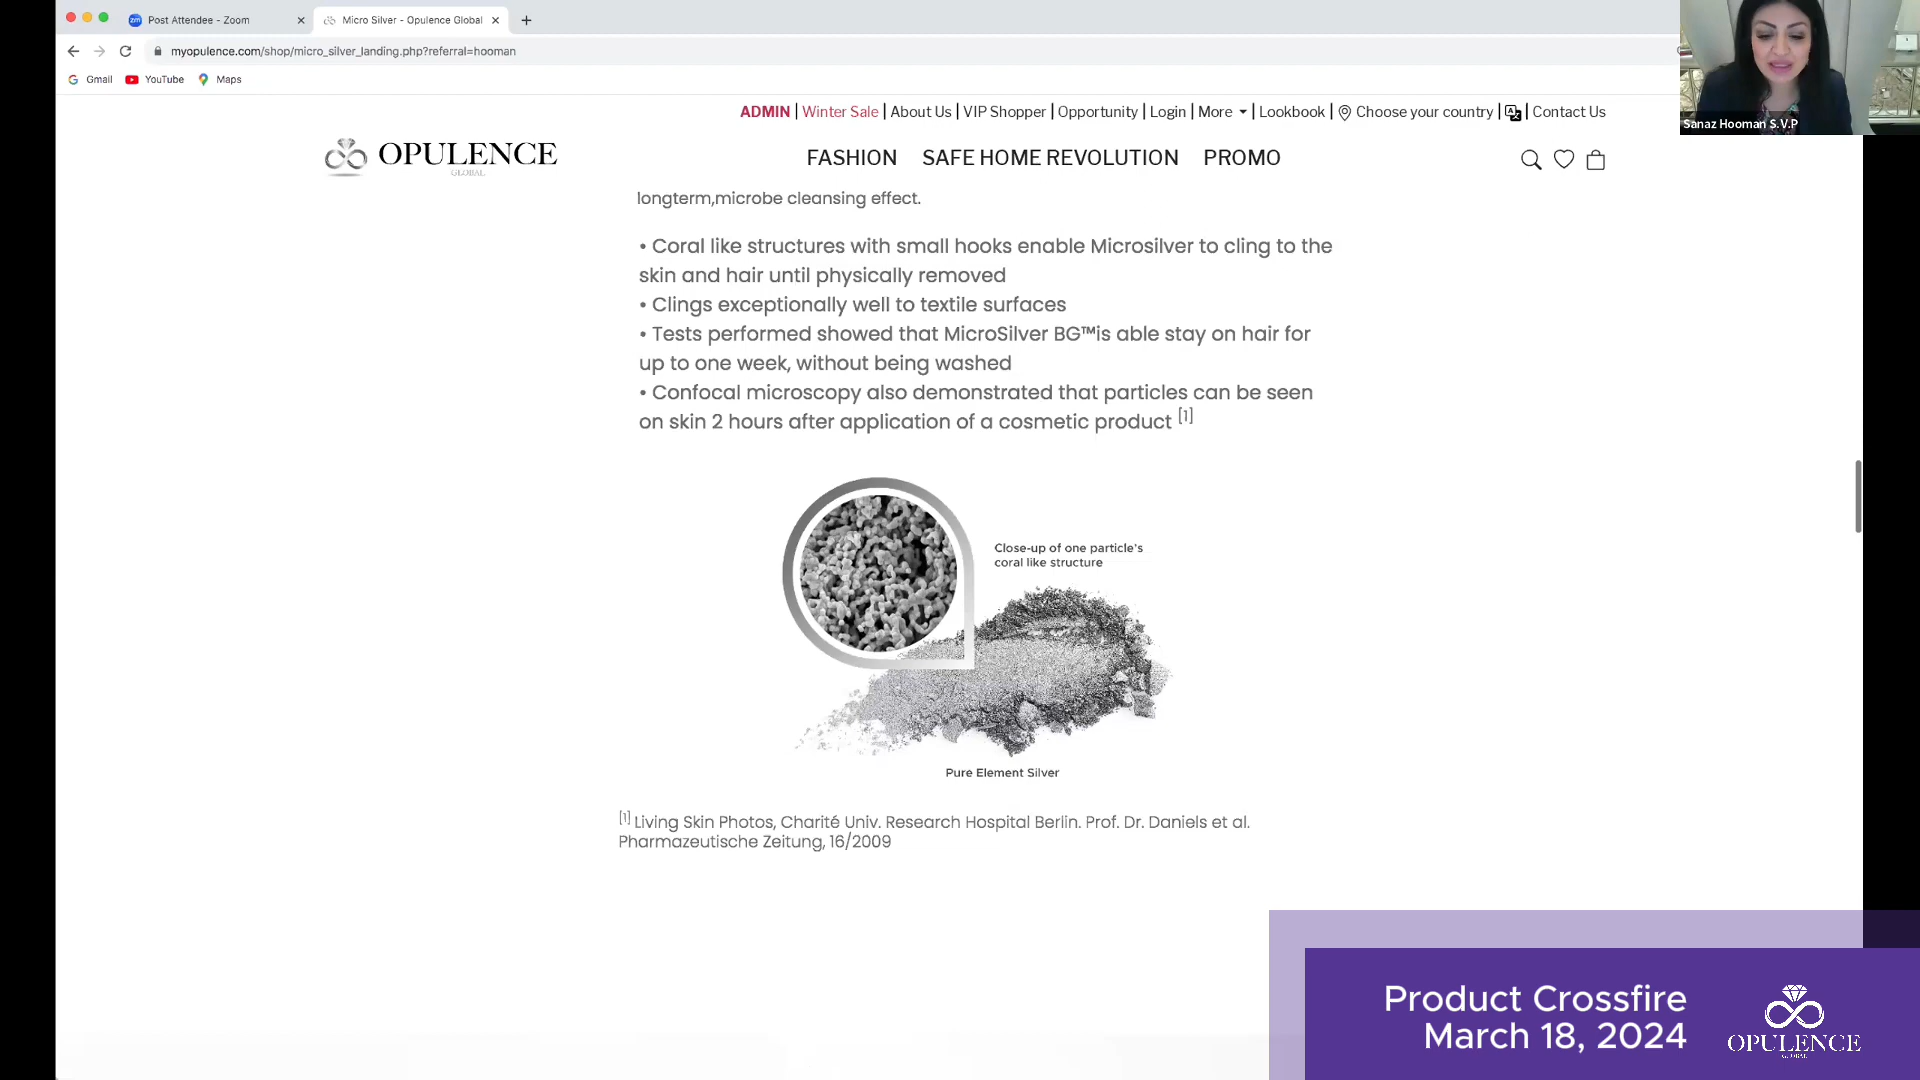 Post Attendee - Zoom
Micro Silver - Opulence Global
myopulence.com/shop/micro_silver_landing.php?referral=hooman
Gmail YouTube Maps
Sanaz Hooman S.V.P
ADMIN | Winter Sale | About Us | VIP Shopper | Opportunity | Login | More | Lookbook | Choose your country | Contact Us
OPULENCE
GLOBAL
FASHION SAFE HOME REVOLUTION PROMO
longterm,microbe cleansing effect.
• Coral like structures with small hooks enable Microsilver to cling to the
skin and hair until physically removed
• Clings exceptionally well to textile surfaces
• Tests performed showed that MicroSilver BG™is able stay on hair for
up to one week, without being washed
• Confocal microscopy also demonstrated that particles can be seen
on skin 2 hours after application of a cosmetic product [1]
Close-up of one particle's
coral like structure
Pure Element Silver
[1] Living Skin Photos, Charité Univ. Research Hospital Berlin. Prof. Dr. Daniels et al.
Pharmazeutische Zeitung, 16/2009
Product Crossfire
March 18, 2024
OPULENCE
GLOBAL